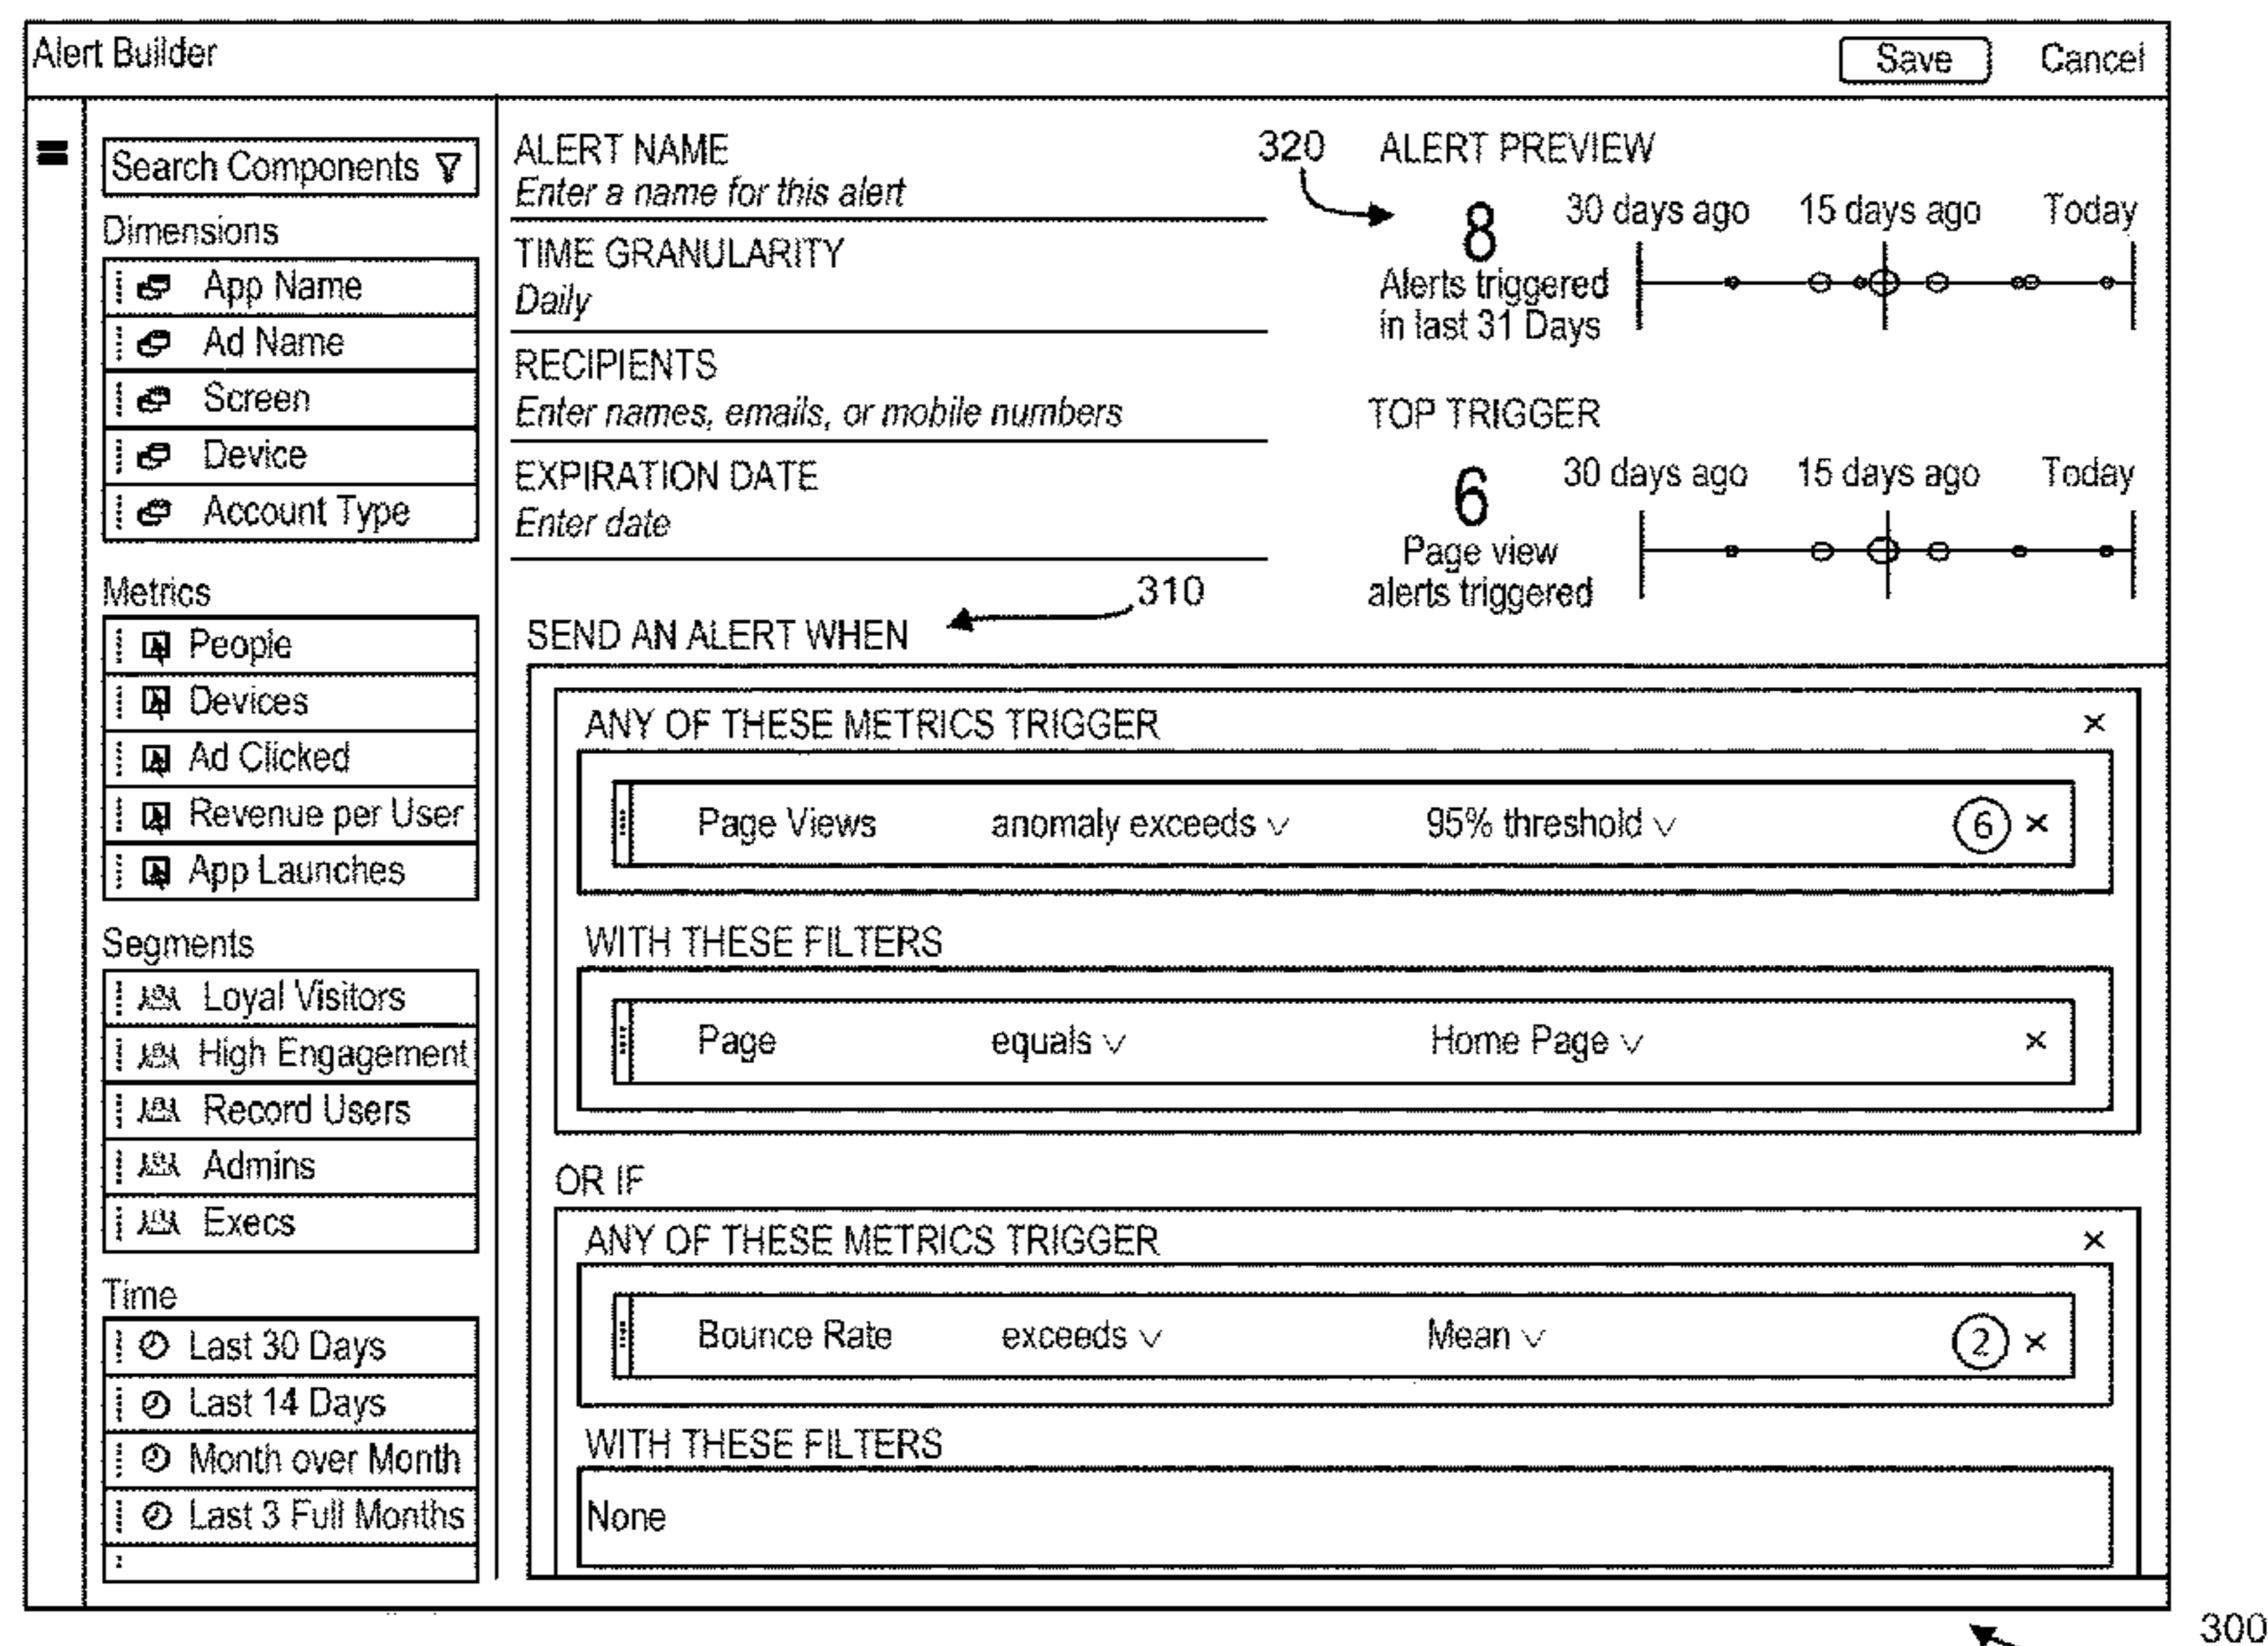 Alert Builder
Save Cancel
Search Components
Dimensions
App Name
Ad Name
Screen
Device
Account Type
Metrics
People
Devices
Ad Clicked
Revenue per User
App Launches
Segments
Loyal Visitors
High Engagement
Record Users
Admins
Execs
Time
Last 30 Days
Last 14 Days
Month over Month
Last 3 Full Months
ALERT NAME
Enter a name for this alert
TIME GRANULARITY
Daily
RECIPIENTS
Enter names, emails, or mobile numbers
EXPIRATION DATE
Enter date
320
ALERT PREVIEW
8
Alerts triggered
in last 31 Days
30 days ago 15 days ago Today
TOP TRIGGER
6
Page view
alerts triggered
30 days ago 15 days ago Today
310
SEND AN ALERT WHEN
ANY OF THESE METRICS TRIGGER ×
Page Views anomaly exceeds 95% threshold 6 ×
WITH THESE FILTERS
Page equals Home Page ×
OR IF
ANY OF THESE METRICS TRIGGER ×
Bounce Rate exceeds Mean 2 ×
WITH THESE FILTERS
None
300